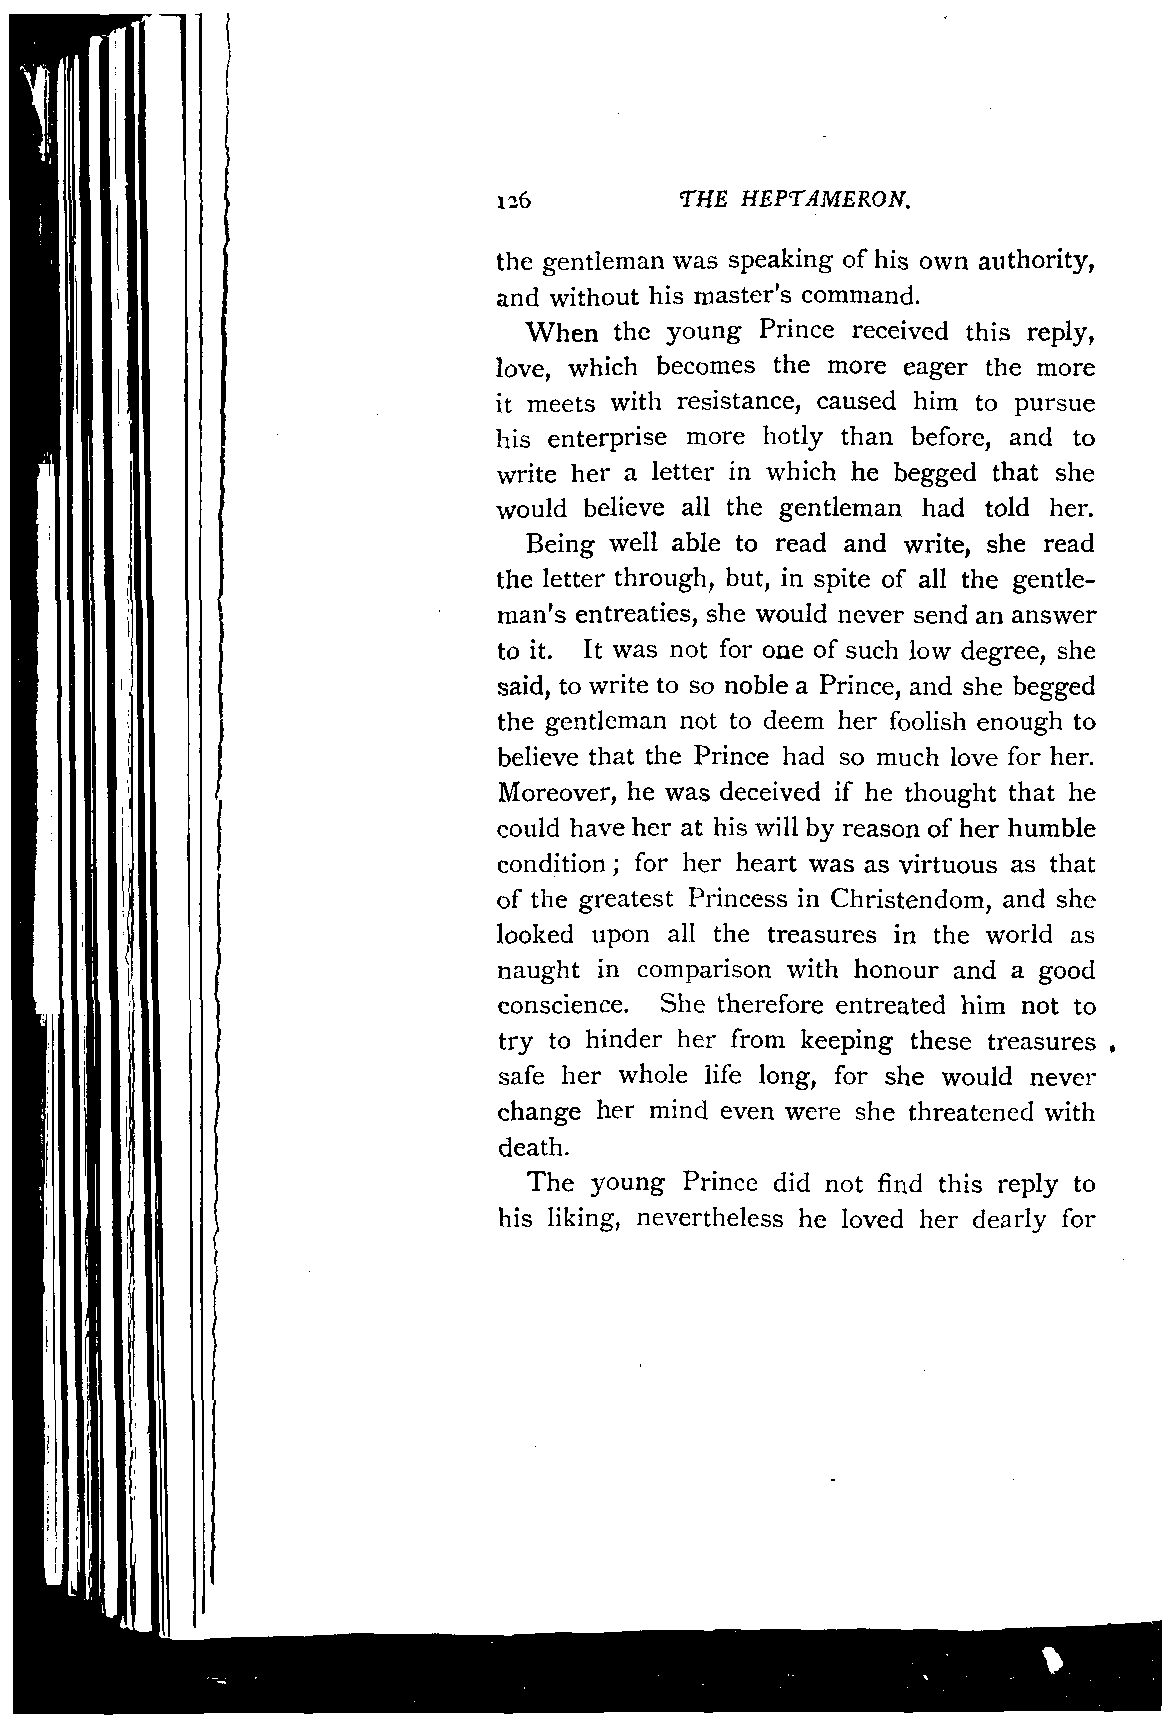 126 THE HEPTAMERON.
the gentleman was speaking of his own authority,
and without his master's command.
When the young Prince received this reply,
love, which becomes the more eager the more
it meets with resistance, caused him to pursue
his enterprise more hotly than before, and to
write her a letter in which he begged that she
would believe all the gentleman had told her.
Being well able to read and write, she read
the letter through, but, in spite of all the gentle-
man's entreaties, she would never send an answer
to it. It was not for one of such low degree, she
said, to write to so noble a Prince, and she begged
the gentleman not to deem her foolish enough to
believe that the Prince had so much love for her.
Moreover, he was deceived if he thought that he
could have her at his will by reason of her humble
condition; for her heart was as virtuous as that
of the greatest Princess in Christendom, and she
looked upon all the treasures in the world as
naught in comparison with honour and a good
conscience. She therefore entreated him not to
try to hinder her from keeping these treasures
safe her whole life long, for she would never
change her mind even were she threatened with
death.
The young Prince did not find this reply to
his liking, nevertheless he loved her dearly for